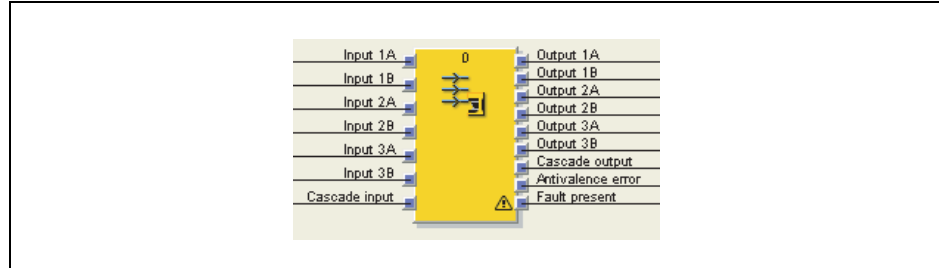 Input 1A
Input 1B
Input 2A
Input 2B
Input 3A
Input 3B
Cascade input
0
Output 1A
Output 1B
Output 2A
Output 2B
Output 3A
Output 3B
Cascade output
Antivalence error
Fault present